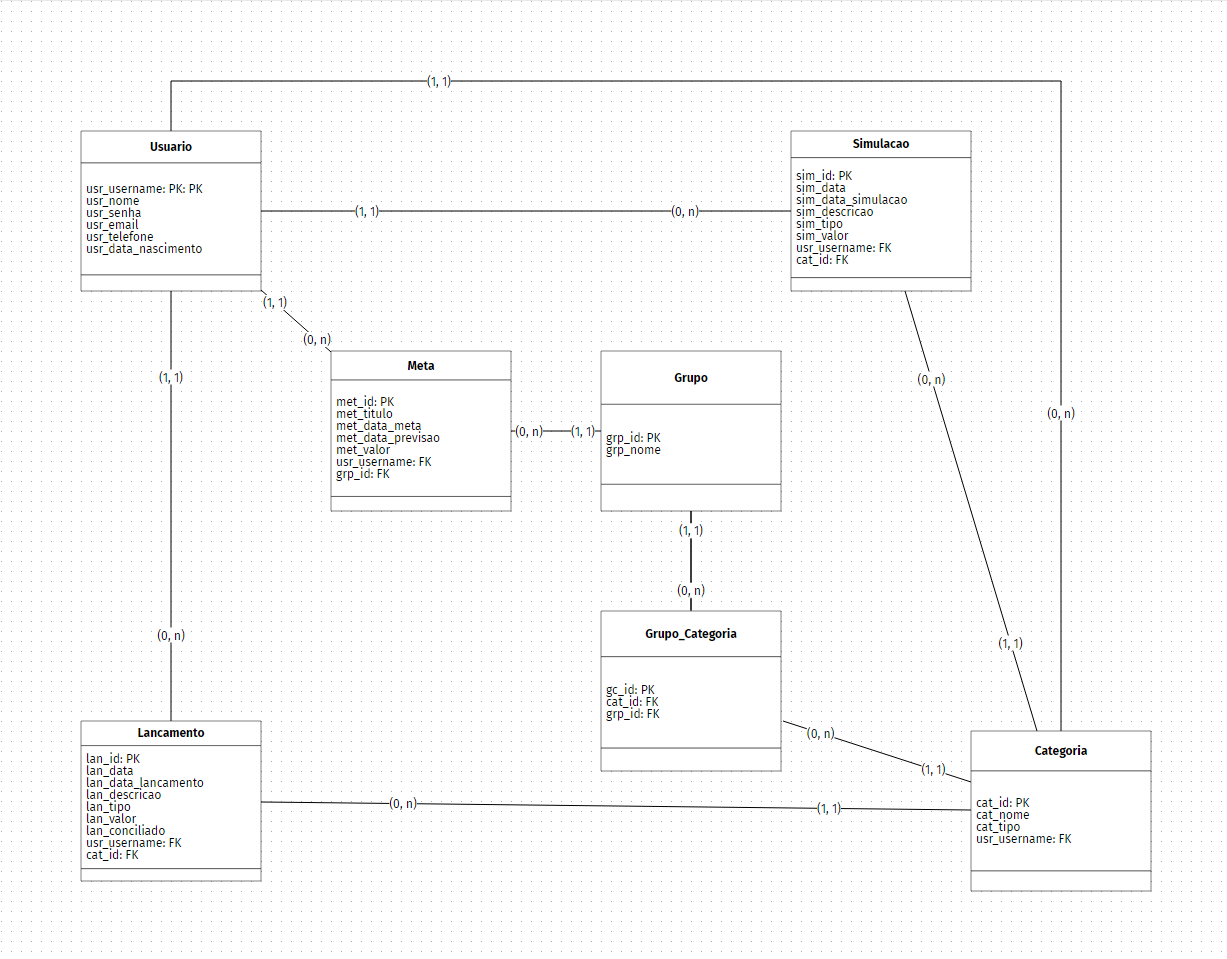 (1, 1)
Usuario
usr_username: PK: PK
usr_nome
usr_senha
usr_email
usr_telefone
usr_data_nascimento
(1, 1)
(0, n)
Simulacao
sim_id: PK
sim_data
sim_data_simulacao
sim_descricao
sim_tipo
sim_valor
usr_username: FK
cat_id: FK
(1, 1)
(0, n)
(1, 1)
(0, n)
(0, n)
Meta
met_id: PK
met_titulo
met_data_meta
met_data_previsao
met_valor
usr_username: FK
grp_id: FK
(0, n)
(1, 1)
Grupo
grp_id: PK
grp_nome
(1, 1)
(0, n)
Grupo_Categoria
gc_id: PK
cat_id: FK
grp_id: FK
(0, n)
(1, 1)
(0, n)
(1, 1)
Lancamento
lan_id: PK
lan_data
lan_data_lancamento
lan_descricao
lan_tipo
lan_valor
lan_conciliado
usr_username: FK
cat_id: FK
(0, n)
(1, 1)
Categoria
cat_id: PK
cat_nome
cat_tipo
usr_username: FK